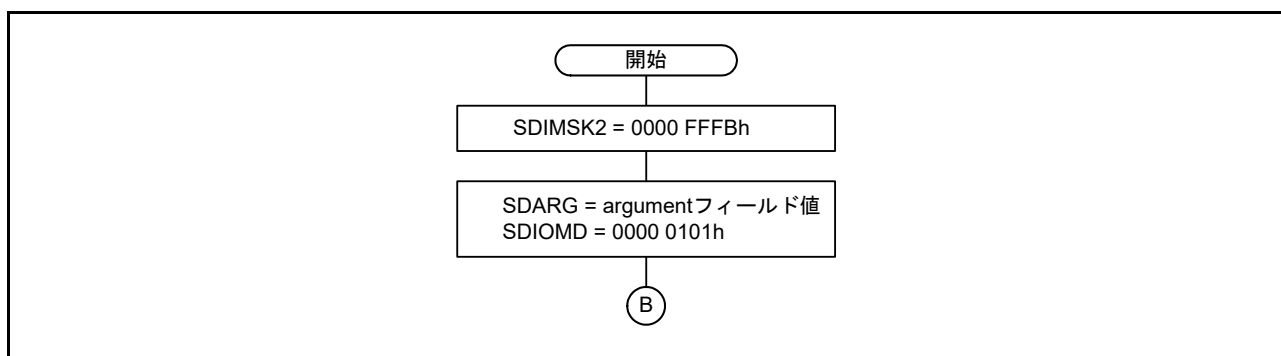 開始
SDIMSK2 = 0000 FFFBh
SDARG = argumentフィールド値
SDIOMD = 0000 0101h
B